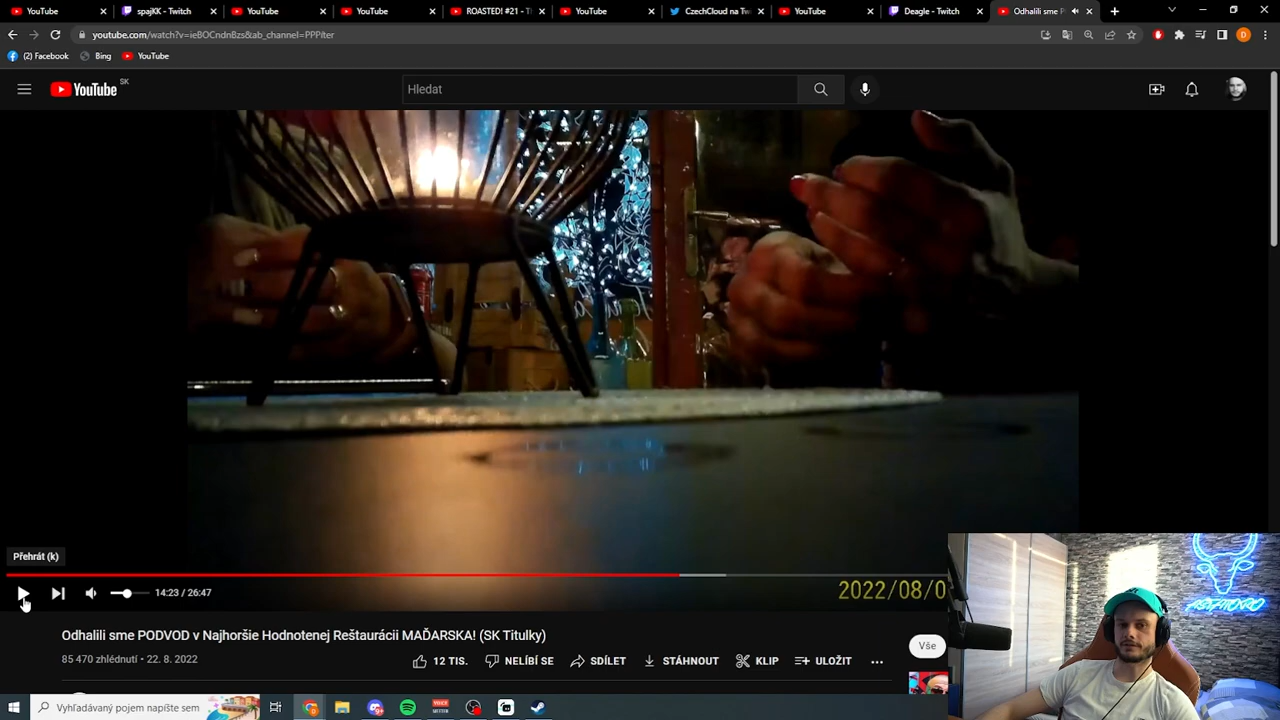 YouTube
spajKK - Twitch
YouTube
YouTube
ROASTED! #21 - T
YouTube
CzechCloud na Tw
YouTube
Deagle - Twitch
Odhalili sme P
youtube.com/watch?v=ieBOCndnBzs&ab_channel=PPPíter
(2) Facebook
Bing
YouTube
YouTube SK
Hledat
Přehrát (k)
14:23 / 26:47
2022/08/0
Odhalili sme PODVOD v Najhoršie Hodnotenej Reštaurácii MAĎARSKA! (SK Titulky)
Vše
85 470 zhlédnutí • 22. 8. 2022
12 TIS.
NELÍBÍ SE
SDÍLET
STÁHNOUT
KLIP
ULOŽIT
Vyhľadávaný pojem napíšte sem